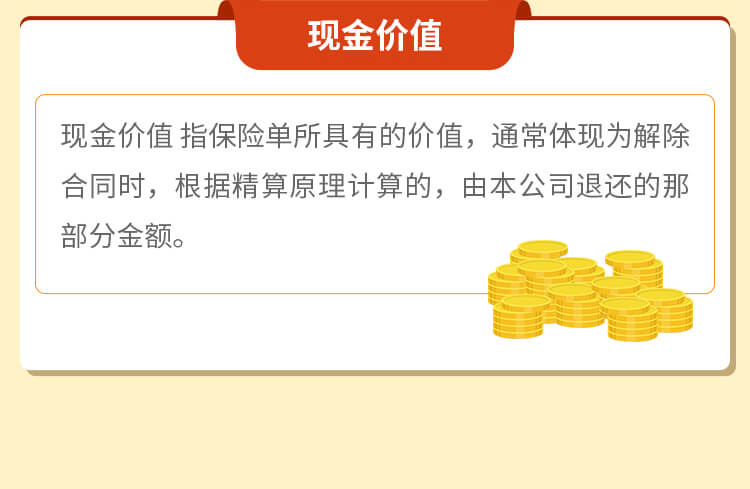 现金价值
现金价值 指保险单所具有的价值，通常体现为解除
合同时，根据精算原理计算的，由本公司退还的那
部分金额。